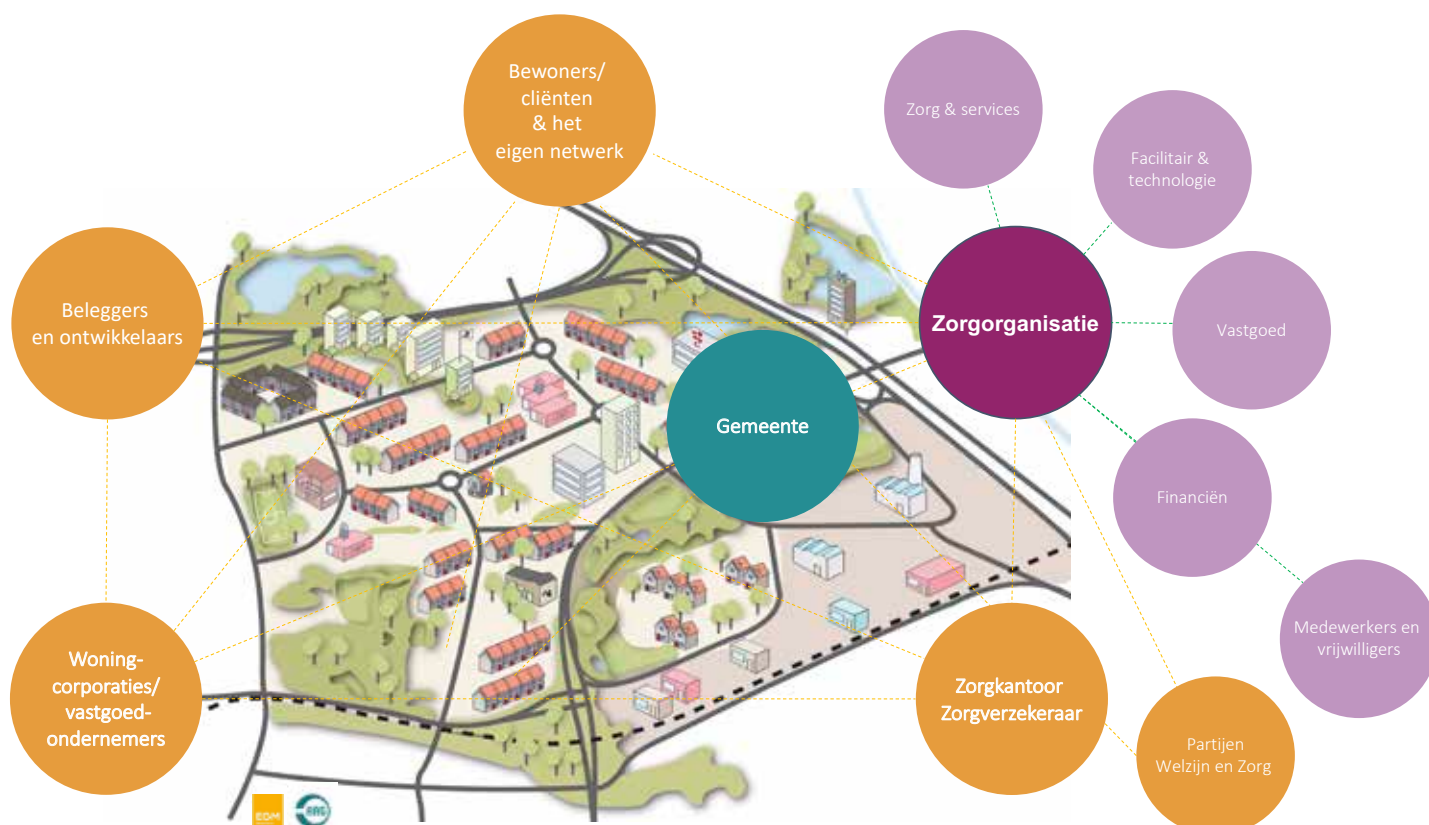 Bewoners/
cliënten
& het
eigen netwerk
Zorg & services
Facilitair &
technologie
Beleggers
en ontwikkelaars
Zorgorganisatie
Vastgoed
Gemeente
Financiën
Medewerkers en
vrijwilligers
Woning-
corporaties/
vastgoed-
ondernemers
Zorgkantoor
Zorgverzekeraar
Partijen
Welzijn en Zorg